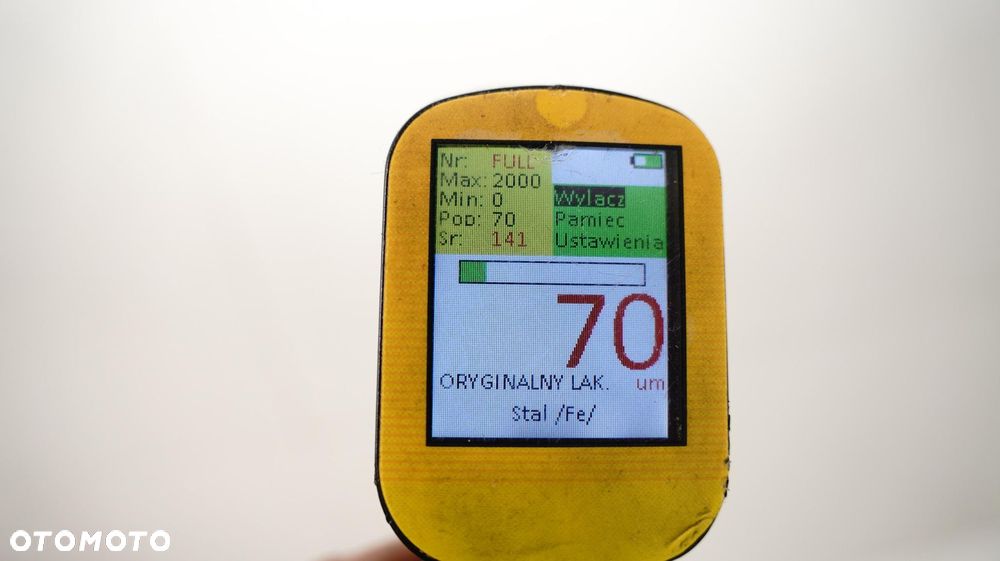 Nr: FULL
Max: 2000
Min: 0
Pop: 70
Sr: 141
Wylacz
Pamiec
Ustawienia
70
um
ORYGINALNY LAK.
Stal /Fe/
OTOMOTO